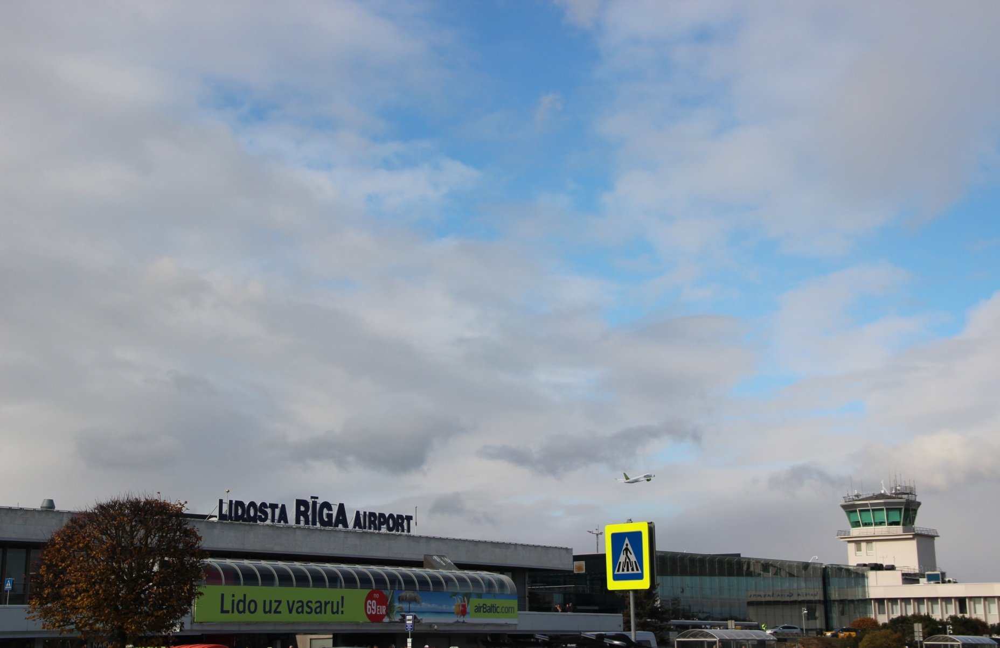 LIDOSTA RĪGA AIRPORT
Lido uz vasaru!
no
69 EUR
airBaltic.com